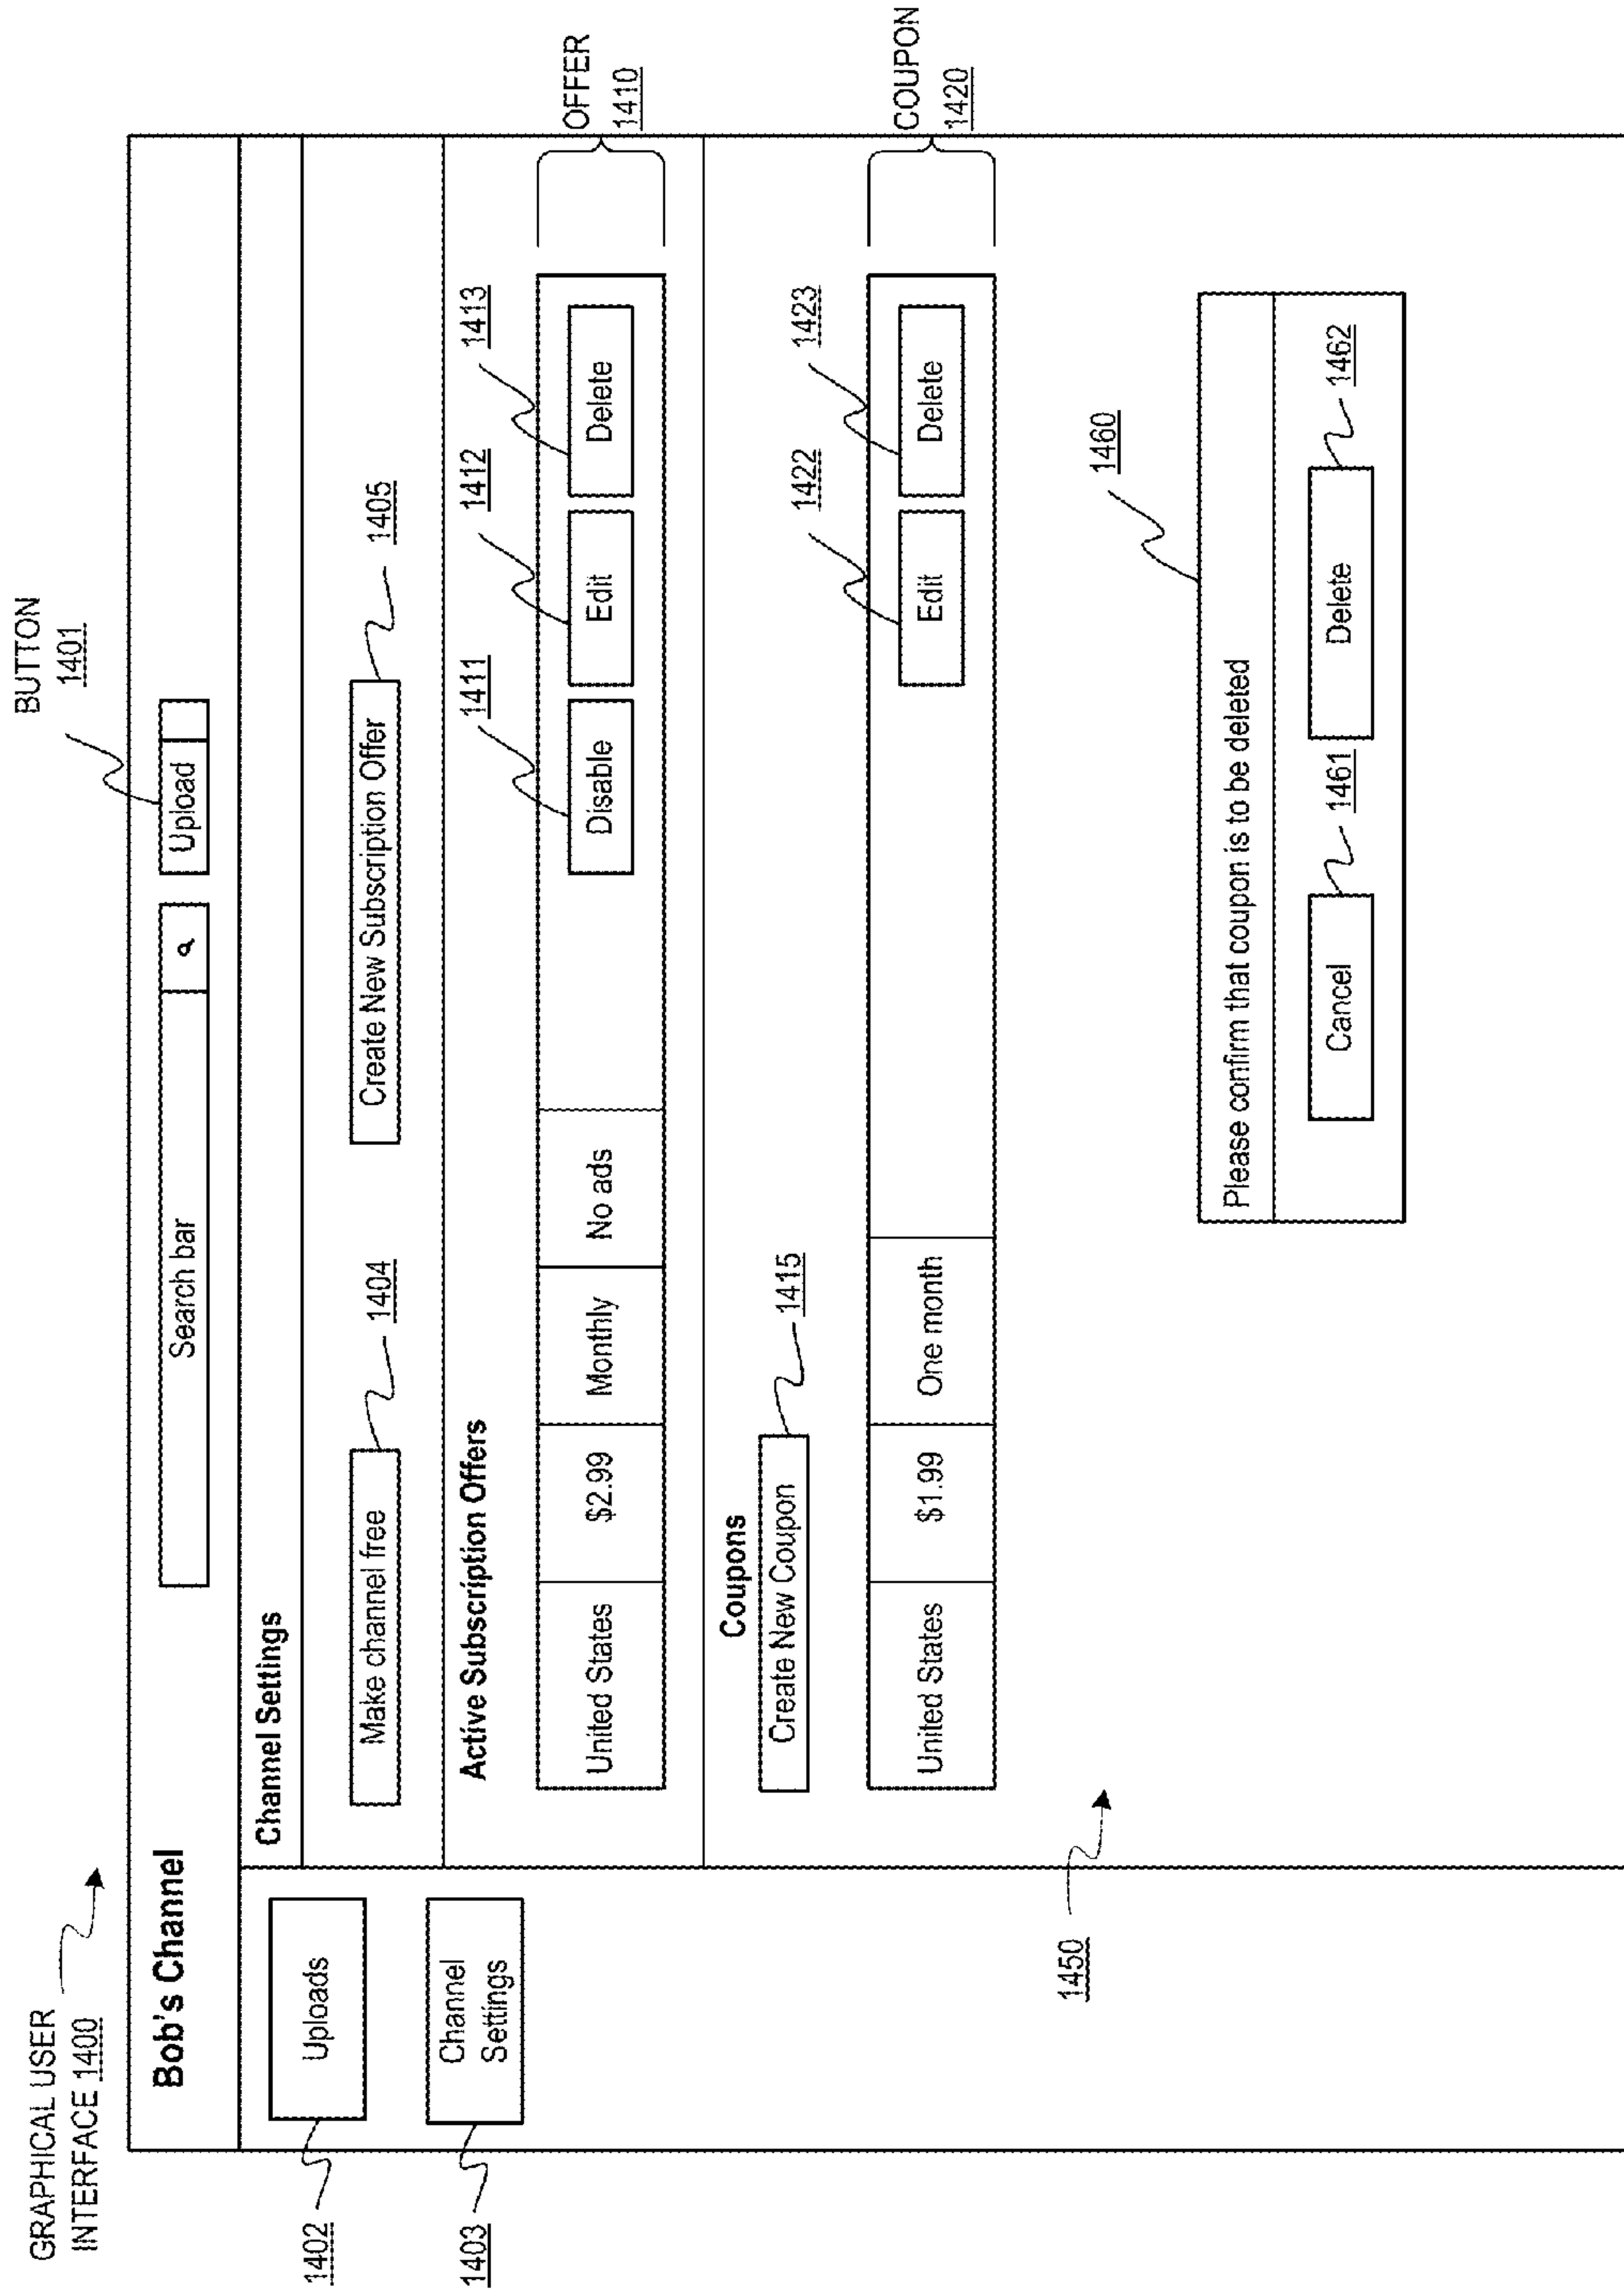 GRAPHICAL USER
INTERFACE 1400
BUTTON
1401
Bob's Channel
Search bar
Upload
1402
Uploads
1403
Channel
Settings
Channel Settings
Make channel free
1404
Create New Subscription Offer
1405
Active Subscription Offers
1411
1412
1413
United States
$2.99
Monthly
No ads
Disable
Edit
Delete
OFFER
1410
Coupons
Create New Coupon
1415
1422
1423
United States
$1.99
One month
Edit
Delete
COUPON
1420
1450
1460
Please confirm that coupon is to be deleted
Cancel
1461
Delete
1462